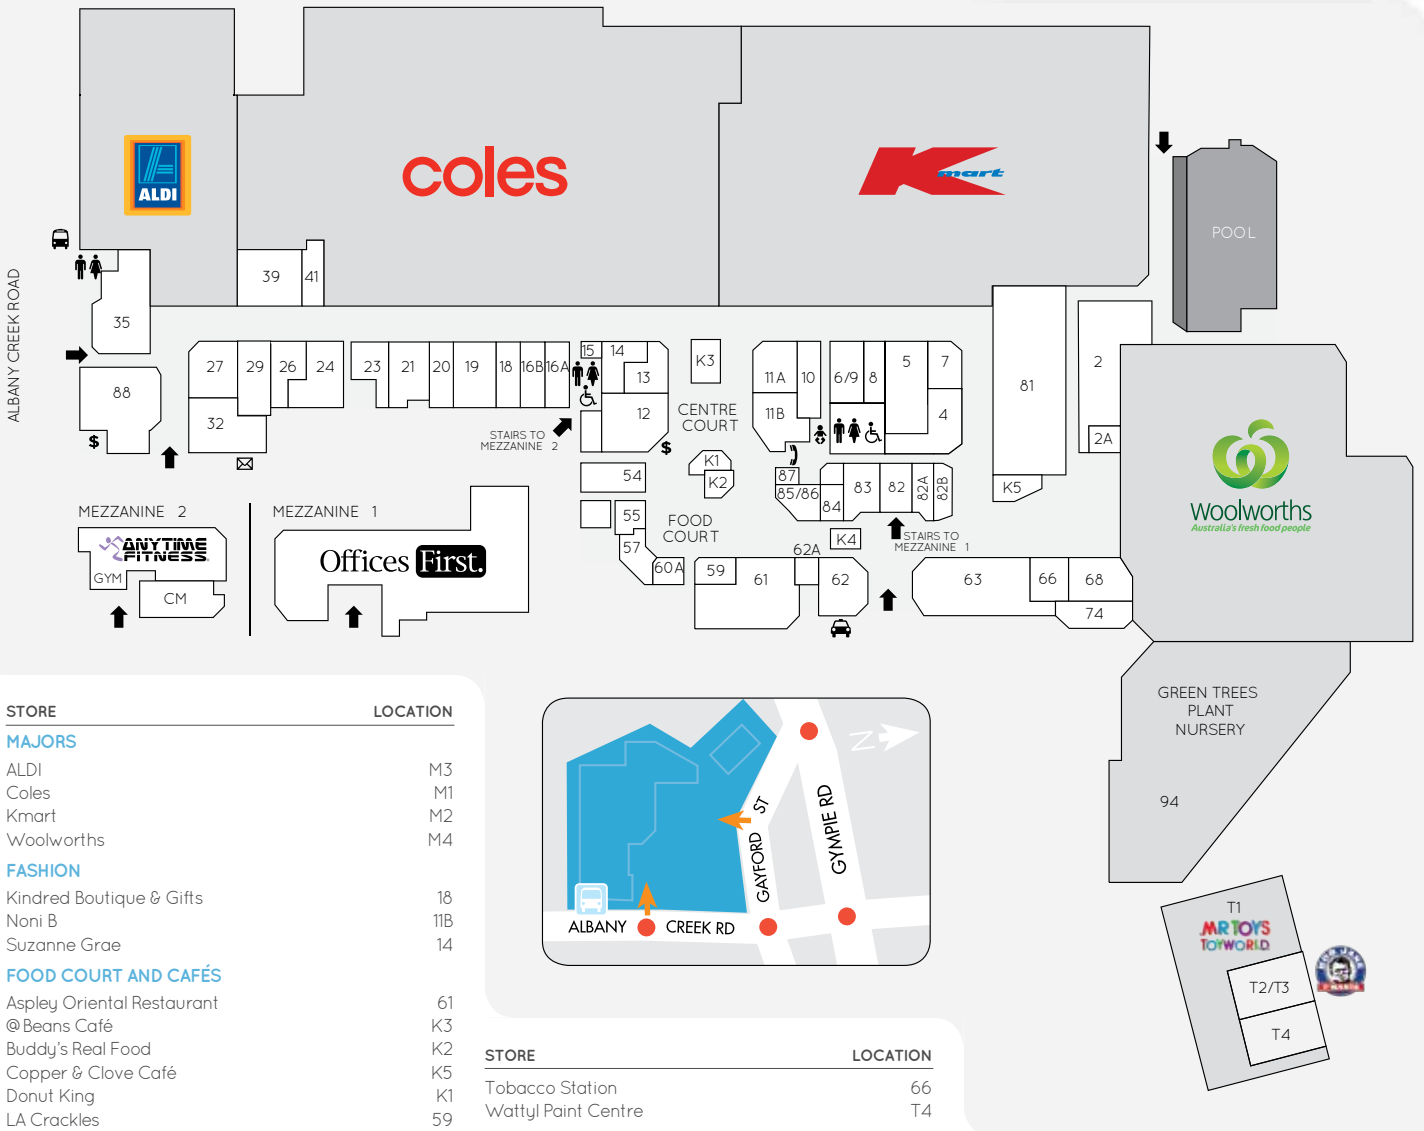 ALDI
coles
Kmart
POOL
ALBANY CREEK ROAD
39
41
35
88
$
27
29
26
24
32
23
21
20
19
18
16B
16A
15
14
13
12
$
STAIRS TO
MEZZANINE 2
K3
CENTRE
COURT
K1
K2
11A
10
11B
6/9
8
5
7
4
81
2
2A
K5
87
85/86
84
83
82
82A
82B
K4
STAIRS TO
MEZZANINE 1
54
55
57
60A
FOOD
COURT
59
61
62A
62
63
66
68
74
Woolworths
Australia's fresh food people
MEZZANINE 2
ANYTIME
FITNESS
GYM
CM
MEZZANINE 1
Offices First.
GREEN TREES
PLANT
NURSERY
94
T1
MR TOYS
TOYWORLD
T2/T3
T4
STORE LOCATION
MAJORS
ALDI M3
Coles M1
Kmart M2
Woolworths M4
FASHION
Kindred Boutique & Gifts 18
Noni B 11B
Suzanne Grae 14
FOOD COURT AND CAFÉS
Aspley Oriental Restaurant 61
@Beans Café K3
Buddy's Real Food K2
Copper & Clove Café K5
Donut King K1
LA Crackles 59
N
GAYFORD ST
GYMPIE RD
ALBANY CREEK RD
STORE LOCATION
Tobacco Station 66
Wattyl Paint Centre T4